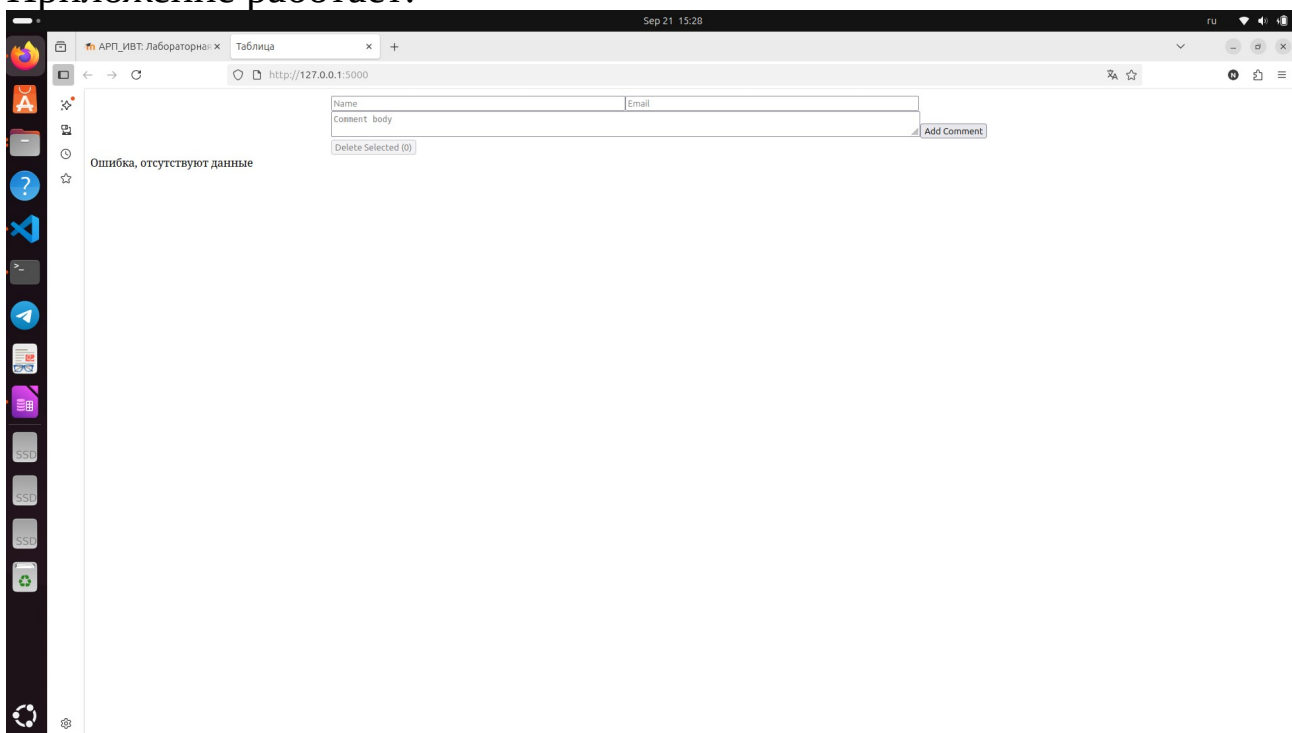 Приложение работает.
Sep 21 15:28
ru
АРП_ИВТ: Лабораторная
Таблица
http://127.0.0.1:5000
Name
Email
Comment body
Add Comment
Delete Selected (0)
Ошибка, отсутствуют данные
SSD
SSD
SSD